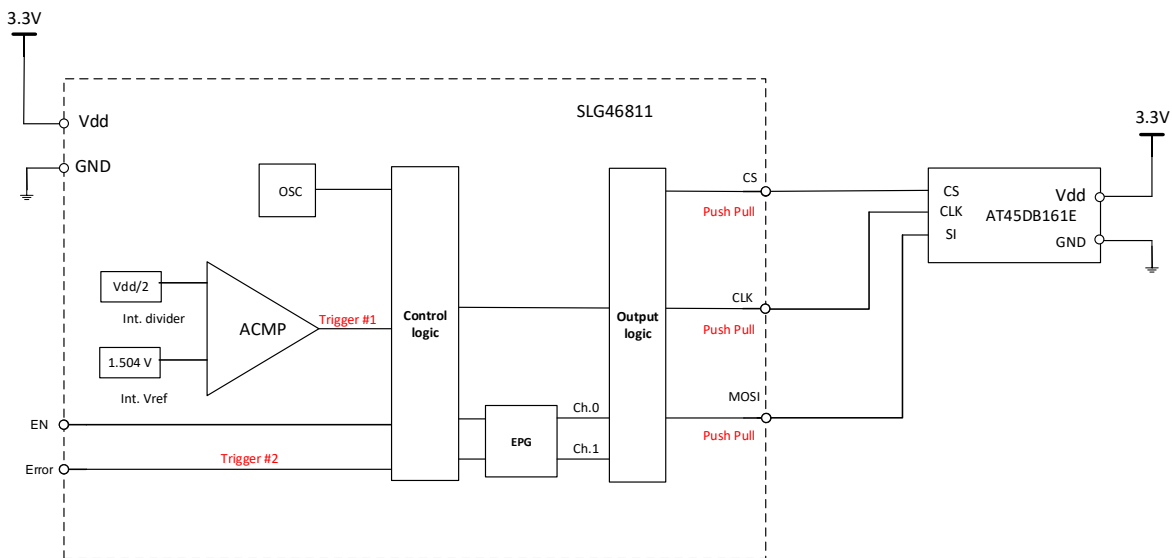 3.3V
SLG46811
Vdd
GND
OSC
CS
Push Pull
3.3V
CS
Vdd
CLK
AT45DB161E
SI
GND
Vdd/2
Int. divider
ACMP
Trigger #1
1.504 V
Int. Vref
Control
logic
Output
logic
CLK
Push Pull
MOSI
Push Pull
EN
Ch.0
EPG
Ch.1
Error
Trigger #2